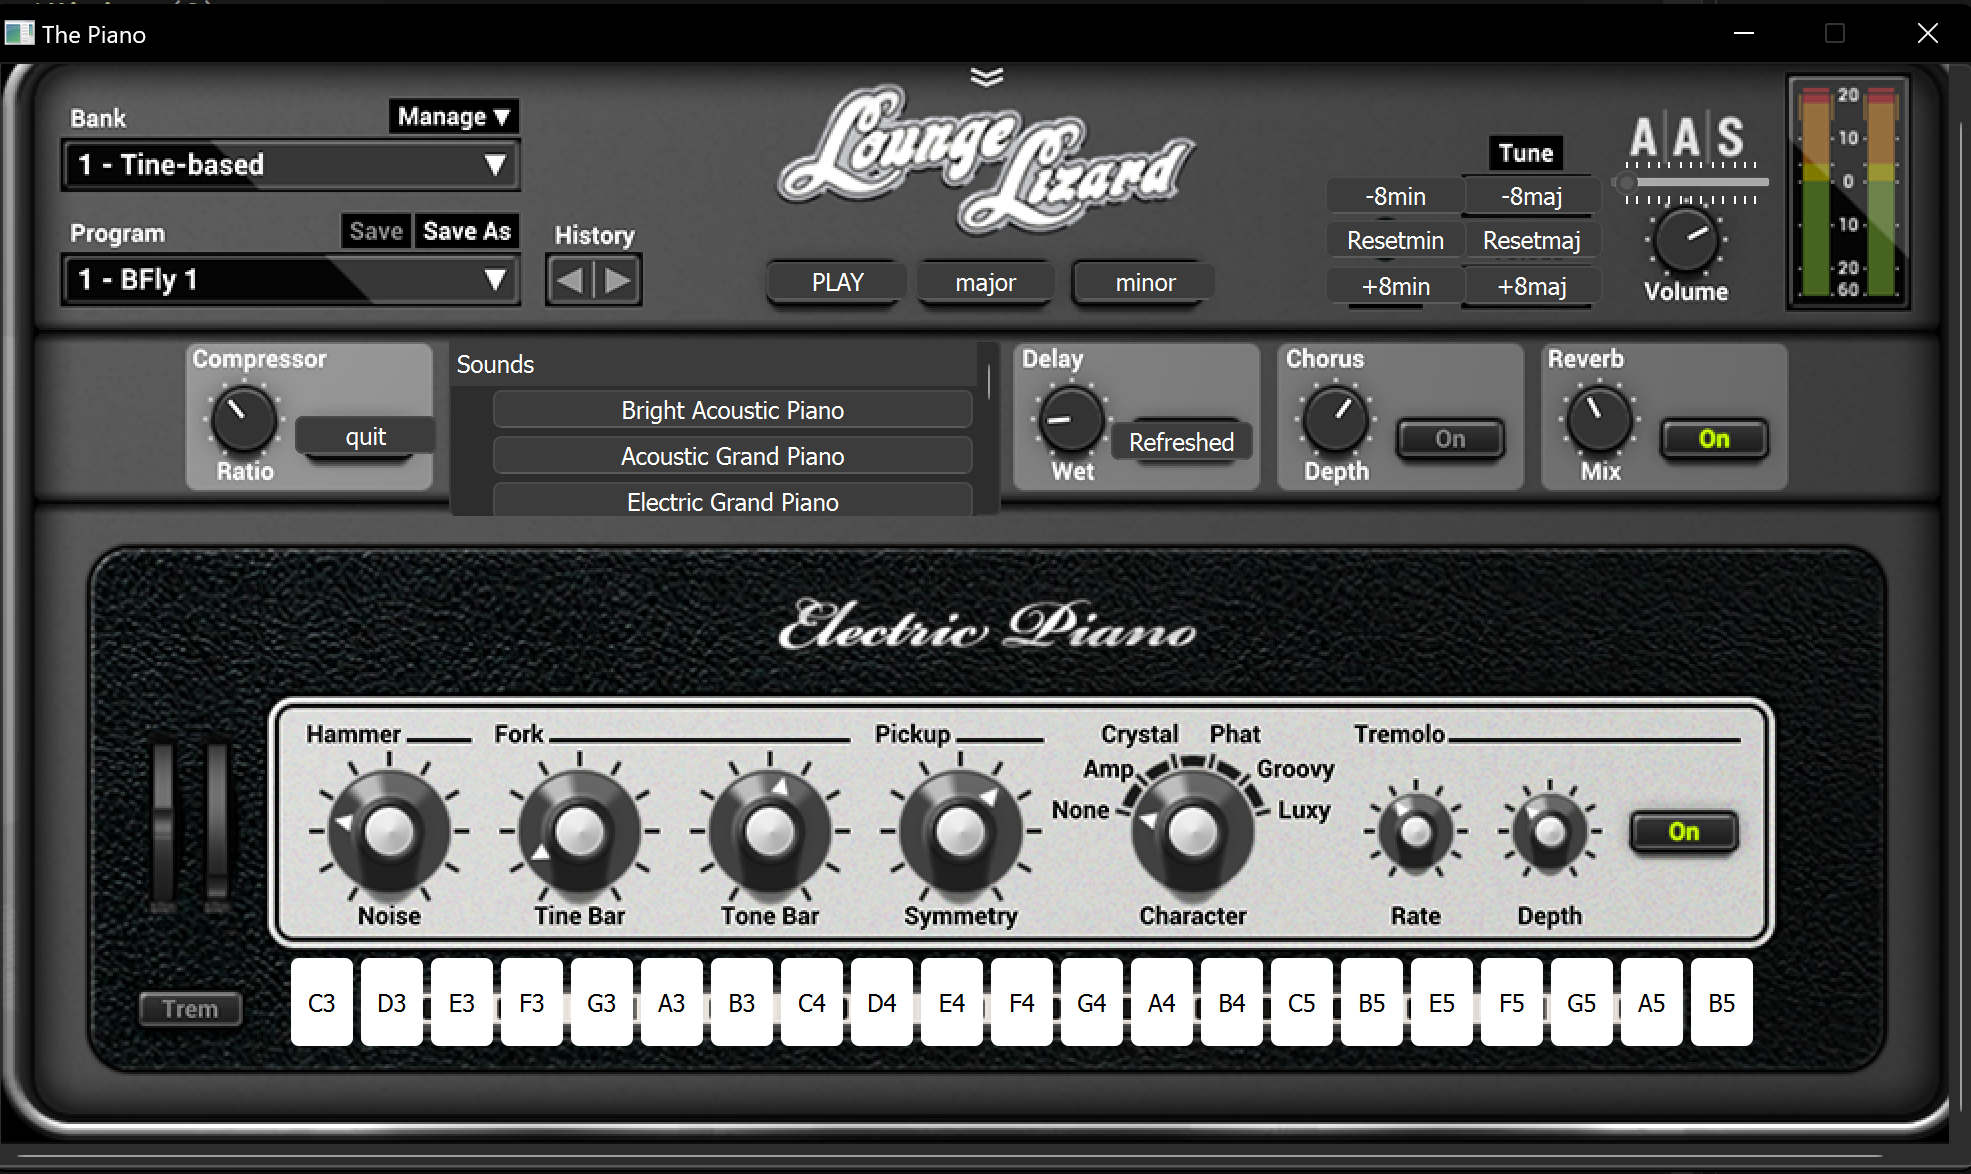 The Piano
Bank
Manage ▼
1 - Tine-based
Program
Save
Save As
1 - BFly 1
History
Lounge Lizard
PLAY
major
minor
Tune
-8min
-8maj
Resetmin
Resetmaj
+8min
+8maj
A|A|S
Volume
20
10
0
10
20
60
Compressor
Ratio
quit
Sounds
Bright Acoustic Piano
Acoustic Grand Piano
Electric Grand Piano
Delay
Wet
Refreshed
Chorus
Depth
On
Reverb
Mix
On
Electric Piano
Hammer
Fork
Pickup
Crystal
Phat
Tremolo
Amp
Groovy
None
Luxy
On
Noise
Tine Bar
Tone Bar
Symmetry
Character
Rate
Depth
Trem
C3 D3 E3 F3 G3 A3 B3 C4 D4 E4 F4 G4 A4 B4 C5 B5 E5 F5 G5 A5 B5